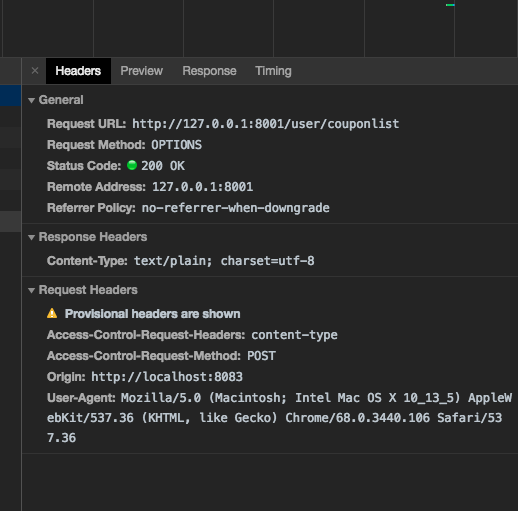 × Headers Preview Response Timing
▼ General
Request URL: http://127.0.0.1:8001/user/couponlist
Request Method: OPTIONS
Status Code: 200 OK
Remote Address: 127.0.0.1:8001
Referrer Policy: no-referrer-when-downgrade
▼ Response Headers
Content-Type: text/plain; charset=utf-8
▼ Request Headers
Provisional headers are shown
Access-Control-Request-Headers: content-type
Access-Control-Request-Method: POST
Origin: http://localhost:8083
User-Agent: Mozilla/5.0 (Macintosh; Intel Mac OS X 10_13_5) AppleW
ebKit/537.36 (KHTML, like Gecko) Chrome/68.0.3440.106 Safari/53
7.36